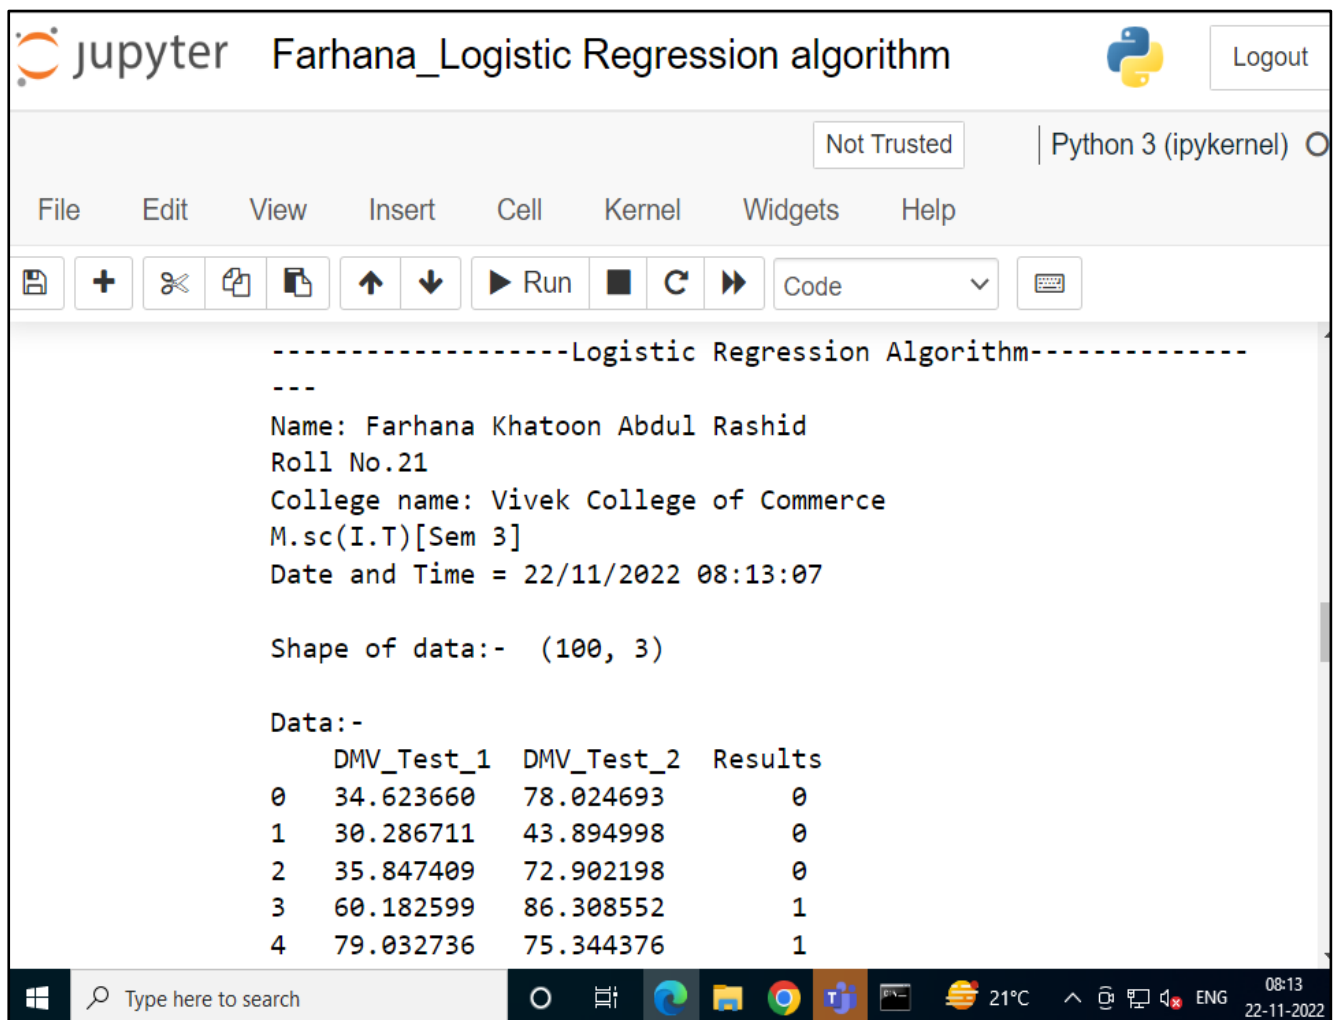 jupyter Farhana_Logistic Regression algorithm Logout
Not Trusted Python 3 (ipykernel)
File Edit View Insert Cell Kernel Widgets Help
Run Code
-------------------Logistic Regression Algorithm--------------
---
Name: Farhana Khatoon Abdul Rashid
Roll No.21
College name: Vivek College of Commerce
M.sc(I.T)[Sem 3]
Date and Time = 22/11/2022 08:13:07
Shape of data:-  (100, 3)
Data:-
DMV_Test_1 DMV_Test_2 Results
0 34.623660 78.024693 0
1 30.286711 43.894998 0
2 35.847409 72.902198 0
3 60.182599 86.308552 1
4 79.032736 75.344376 1
Type here to search 21°C ENG 08:13
22-11-2022